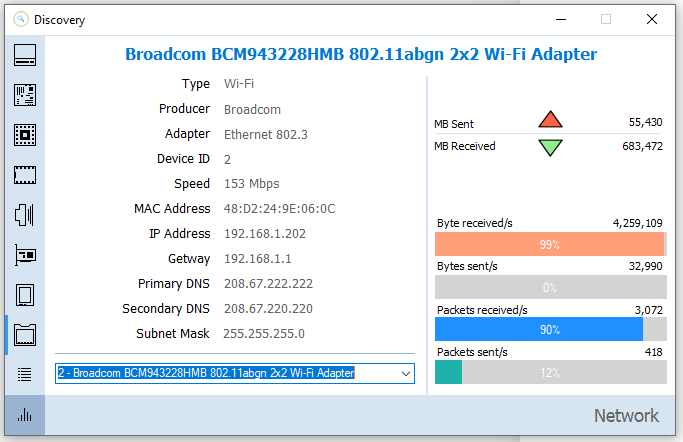 Discovery
Broadcom BCM943228HMB 802.11abgn 2x2 Wi-Fi Adapter
Type Wi-Fi
Producer Broadcom
Adapter Ethernet 802.3
Device ID 2
Speed 153 Mbps
MAC Address 48:D2:24:9E:06:0C
IP Address 192.168.1.202
Getway 192.168.1.1
Primary DNS 208.67.222.222
Secondary DNS 208.67.220.220
Subnet Mask 255.255.255.0
2 - Broadcom BCM943228HMB 802.11abgn 2x2 Wi-Fi Adapter
MB Sent 55,430
MB Received 683,472
Byte received/s 4,259,109
99%
Bytes sent/s 32,990
0%
Packets received/s 3,072
90%
Packets sent/s 418
12%
Network